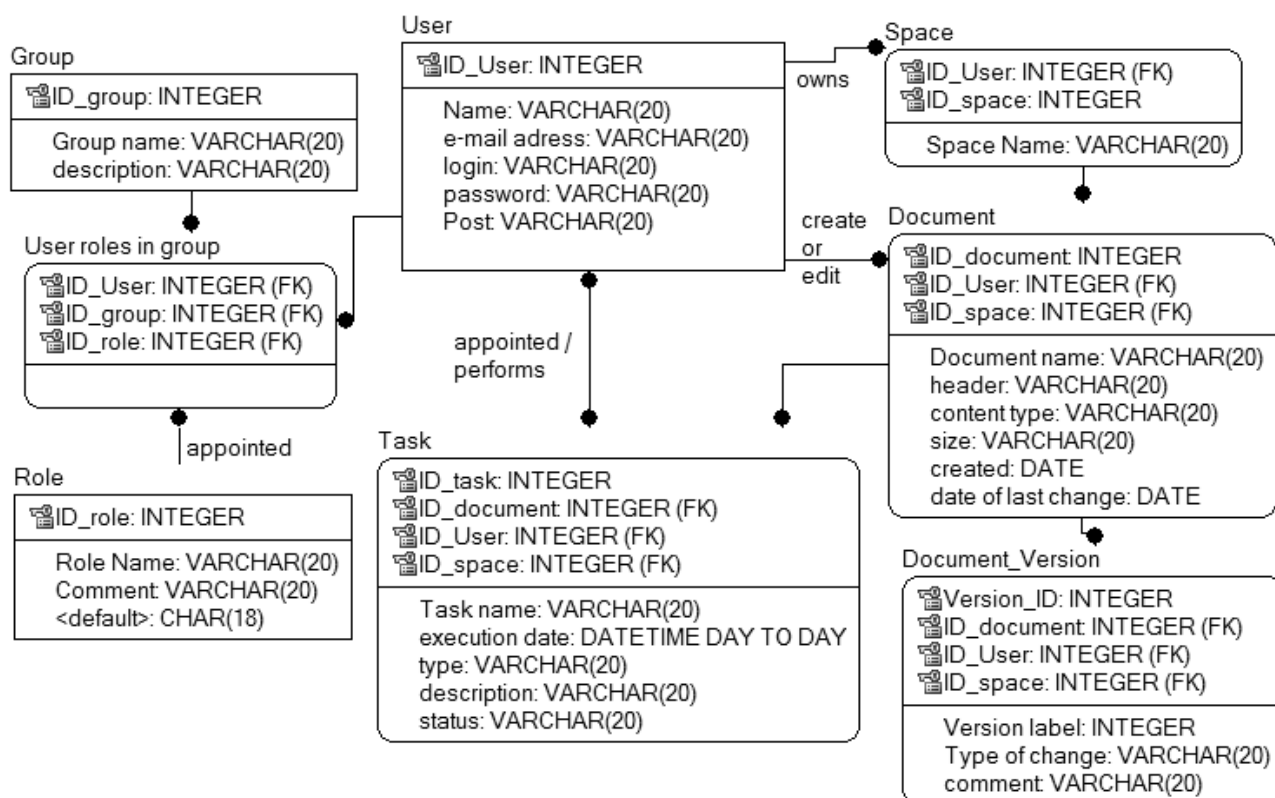 User
ID_User: INTEGER
Name: VARCHAR(20)
e-mail adress: VARCHAR(20)
login: VARCHAR(20)
password: VARCHAR(20)
Post: VARCHAR(20)
Group
ID_group: INTEGER
Group name: VARCHAR(20)
description: VARCHAR(20)
owns
Space
ID_User: INTEGER (FK)
ID_space: INTEGER
Space Name: VARCHAR(20)
User roles in group
ID_User: INTEGER (FK)
ID_group: INTEGER (FK)
ID_role: INTEGER (FK)
create
or
edit
Document
ID_document: INTEGER
ID_User: INTEGER (FK)
ID_space: INTEGER (FK)
Document name: VARCHAR(20)
header: VARCHAR(20)
content type: VARCHAR(20)
size: VARCHAR(20)
created: DATE
date of last change: DATE
appointed /
performs
appointed
Role
ID_role: INTEGER
Role Name: VARCHAR(20)
Comment: VARCHAR(20)
<default>: CHAR(18)
Task
ID_task: INTEGER
ID_document: INTEGER (FK)
ID_User: INTEGER (FK)
ID_space: INTEGER (FK)
Task name: VARCHAR(20)
execution date: DATETIME DAY TO DAY
type: VARCHAR(20)
description: VARCHAR(20)
status: VARCHAR(20)
Document_Version
Version_ID: INTEGER
ID_document: INTEGER (FK)
ID_User: INTEGER (FK)
ID_space: INTEGER (FK)
Version label: INTEGER
Type of change: VARCHAR(20)
comment: VARCHAR(20)